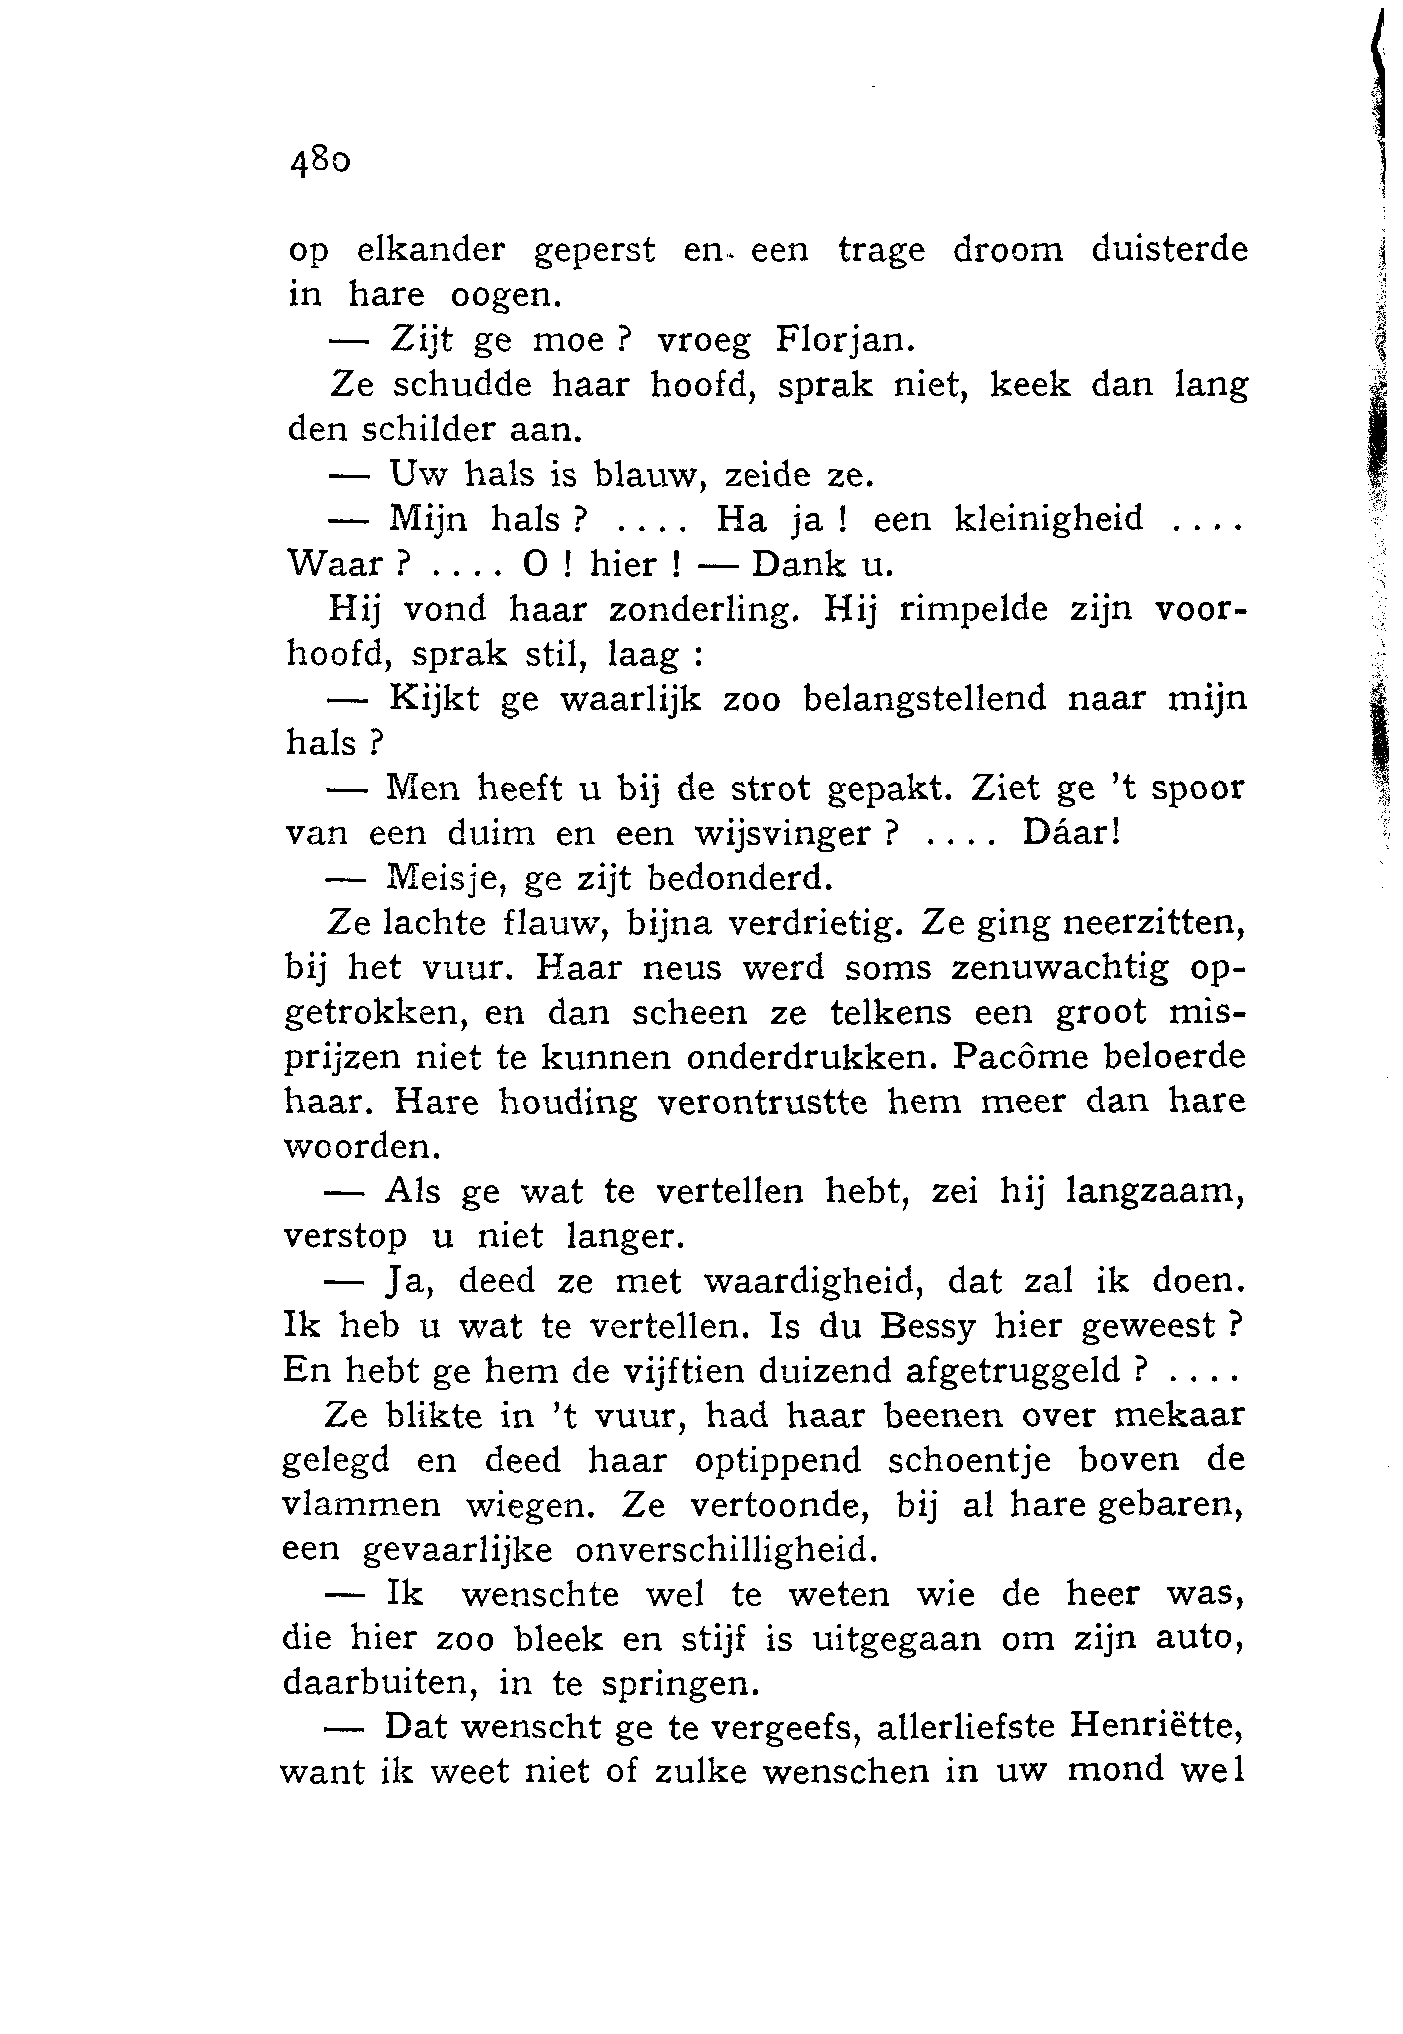 480
op elkander geperst en een trage droom duisterde
in hare oogen.
— Zijt ge moe ? vroeg Florjan.
Ze schudde haar hoofd, sprak niet, keek dan lang
den schilder aan.
— Uw hals is blauw, zeide ze.
— Mijn hals ? .... Ha ja ! een kleinigheid ....
Waar ? .... O ! hier ! — Dank u.
Hij vond haar zonderling. Hij rimpelde zijn voor-
hoofd, sprak stil, laag :
— Kijkt ge waarlijk zoo belangstellend naar mijn
hals ?
— Men heeft u bij de strot gepakt. Ziet ge 't spoor
van een duim en een wijsvinger ? .... Dáar!
— Meisje, ge zijt bedonderd.
Ze lachte flauw, bijna verdrietig. Ze ging neerzitten,
bij het vuur. Haar neus werd soms zenuwachtig op-
getrokken, en dan scheen ze telkens een groot mis-
prijzen niet te kunnen onderdrukken. Pacôme beloerde
haar. Hare houding verontrustte hem meer dan hare
woorden.
— Als ge wat te vertellen hebt, zei hij langzaam,
verstop u niet langer.
— Ja, deed ze met waardigheid, dat zal ik doen.
Ik heb u wat te vertellen. Is du Bessy hier geweest ?
En hebt ge hem de vijftien duizend afgetruggeld ? ....
Ze blikte in 't vuur, had haar beenen over mekaar
gelegd en deed haar optippend schoentje boven de
vlammen wiegen. Ze vertoonde, bij al hare gebaren,
een gevaarlijke onverschilligheid.
— Ik wenschte wel te weten wie de heer was,
die hier zoo bleek en stijf is uitgegaan om zijn auto,
daarbuiten, in te springen.
— Dat wenscht ge te vergeefs, allerliefste Henriëtte,
want ik weet niet of zulke wenschen in uw mond wel